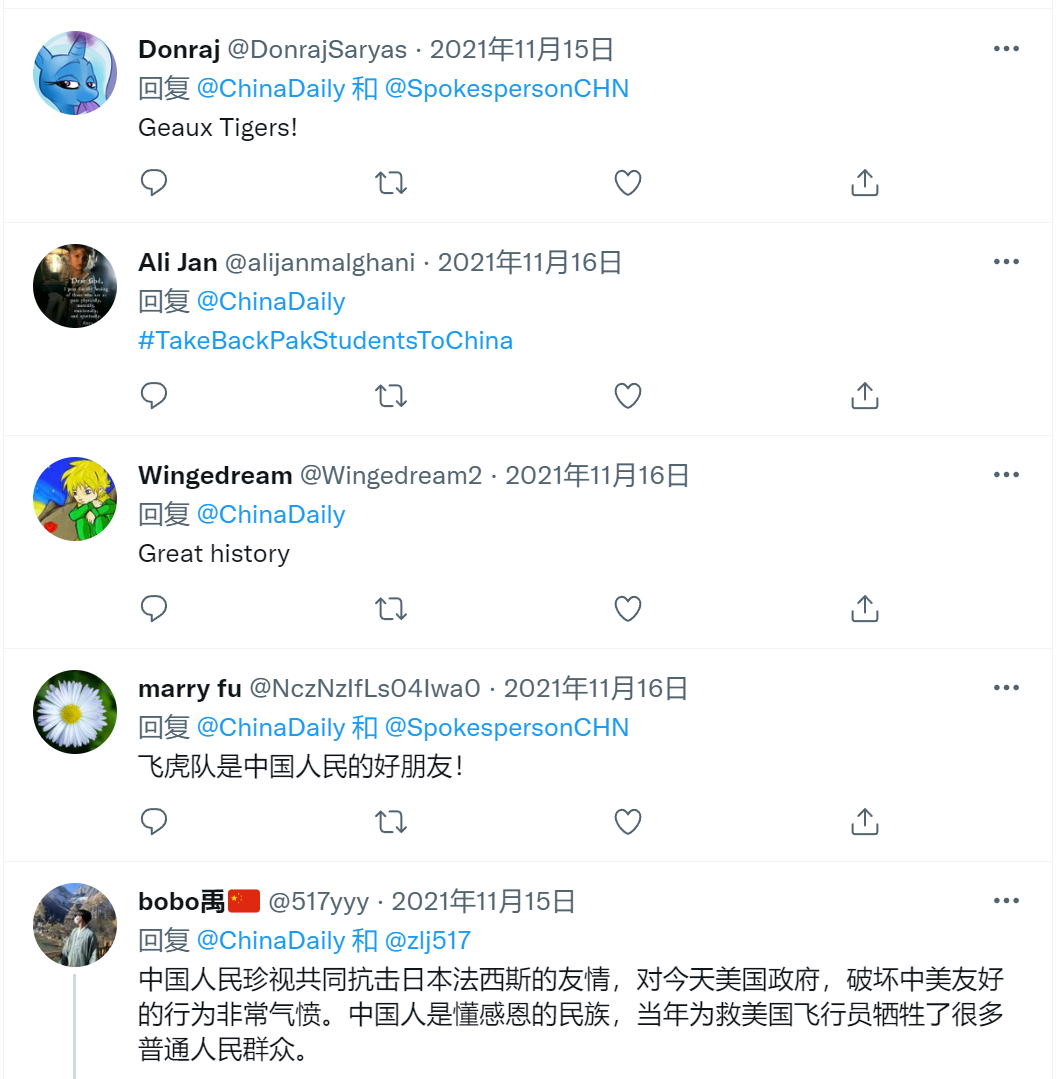 Donraj @DonrajSaryas · 2021年11月15日
回复 @ChinaDaily 和 @SpokespersonCHN
Geaux Tigers!
Ali Jan @alijanmalghani · 2021年11月16日
回复 @ChinaDaily
#TakeBackPakStudentsToChina
Wingedream @Wingedream2 · 2021年11月16日
回复 @ChinaDaily
Great history
marry fu @NczNzIfLs04Iwa0 · 2021年11月16日
回复 @ChinaDaily 和 @SpokespersonCHN
飞虎队是中国人民的好朋友！
bobo禹🇨🇳 @517yyy · 2021年11月15日
回复 @ChinaDaily 和 @zlj517
中国人民珍视共同抗击日本法西斯的友情，对今天美国政府，破坏中美友好
的行为非常气愤。中国人是懂感恩的民族，当年为救美国飞行员牺牲了很多
普通人民群众。